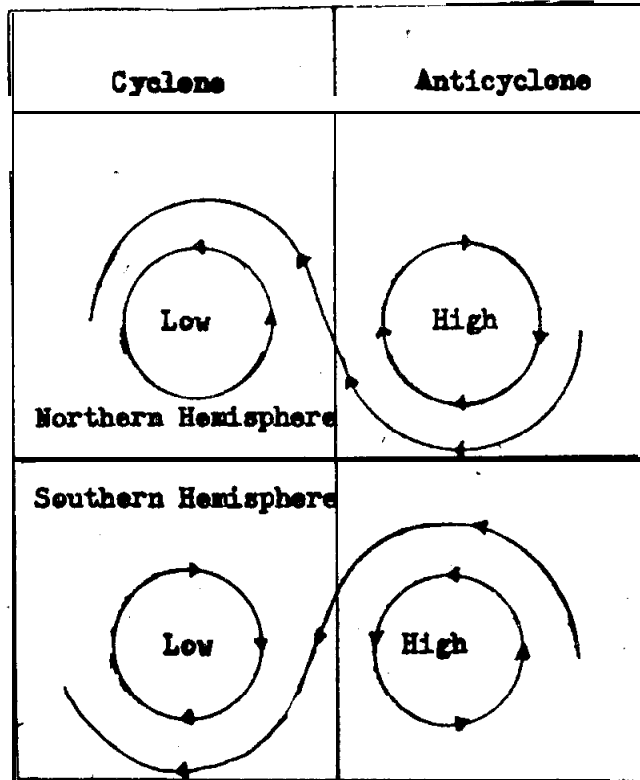 Cyclone Anticyclone
Low High
Northern Hemisphere
Southern Hemisphere
Low High